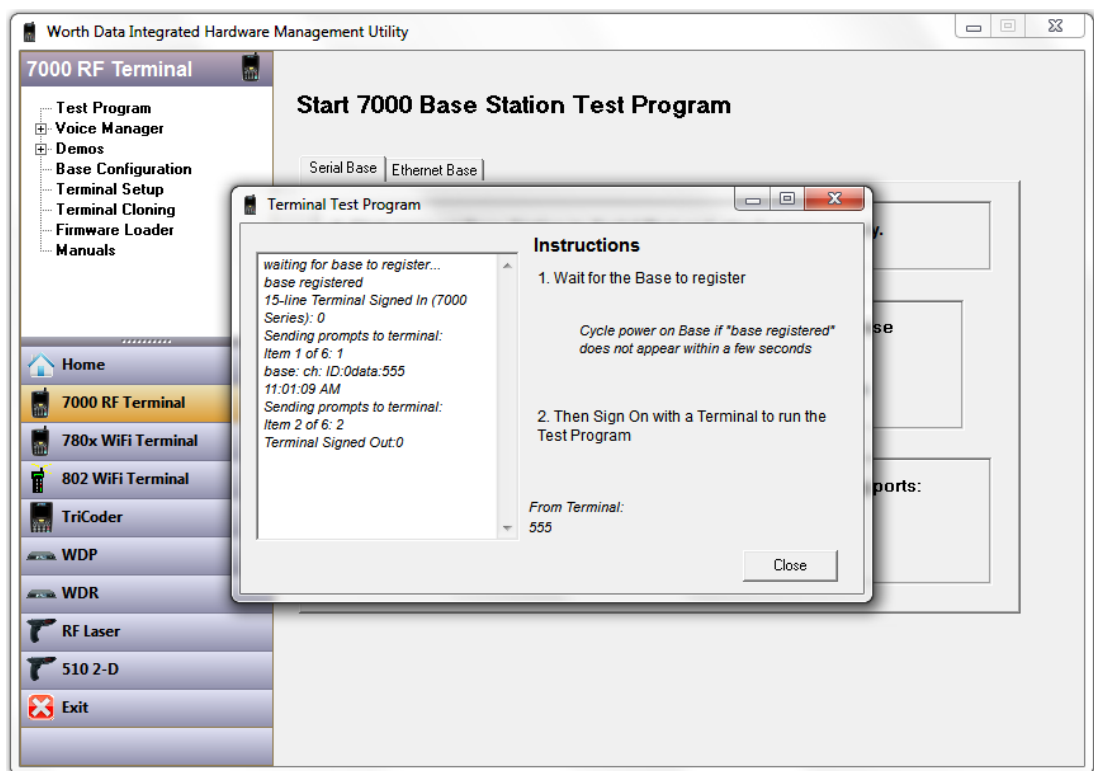 Worth Data Integrated Hardware Management Utility
7000 RF Terminal
Test Program
Voice Manager
Demos
Base Configuration
Terminal Setup
Terminal Cloning
Firmware Loader
Manuals
Home
7000 RF Terminal
780x WiFi Terminal
802 WiFi Terminal
TriCoder
WDP
WDR
RF Laser
510 2-D
Exit
Start 7000 Base Station Test Program
Serial Base
Ethernet Base
y.
se
ports:
Terminal Test Program
waiting for base to register...
base registered
15-line Terminal Signed In (7000
Series): 0
Sending prompts to terminal:
Item 1 of 6: 1
base: ch: ID:0data:555
11:01:09 AM
Sending prompts to terminal:
Item 2 of 6: 2
Terminal Signed Out:0
Instructions
1. Wait for the Base to register
Cycle power on Base if "base registered"
does not appear within a few seconds
2. Then Sign On with a Terminal to run the
Test Program
From Terminal:
555
Close